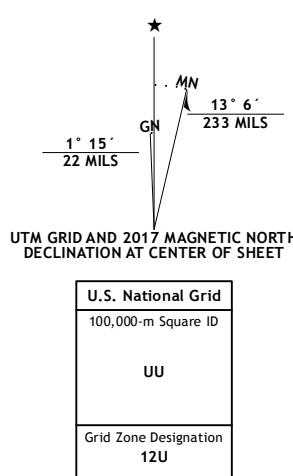 ★
MN
GN
13° 6´
233 MILS
1° 15´
22 MILS
UTM GRID AND 2017 MAGNETIC NORTH
DECLINATION AT CENTER OF SHEET
U.S. National Grid
100,000-m Square ID
UU
Grid Zone Designation
12U